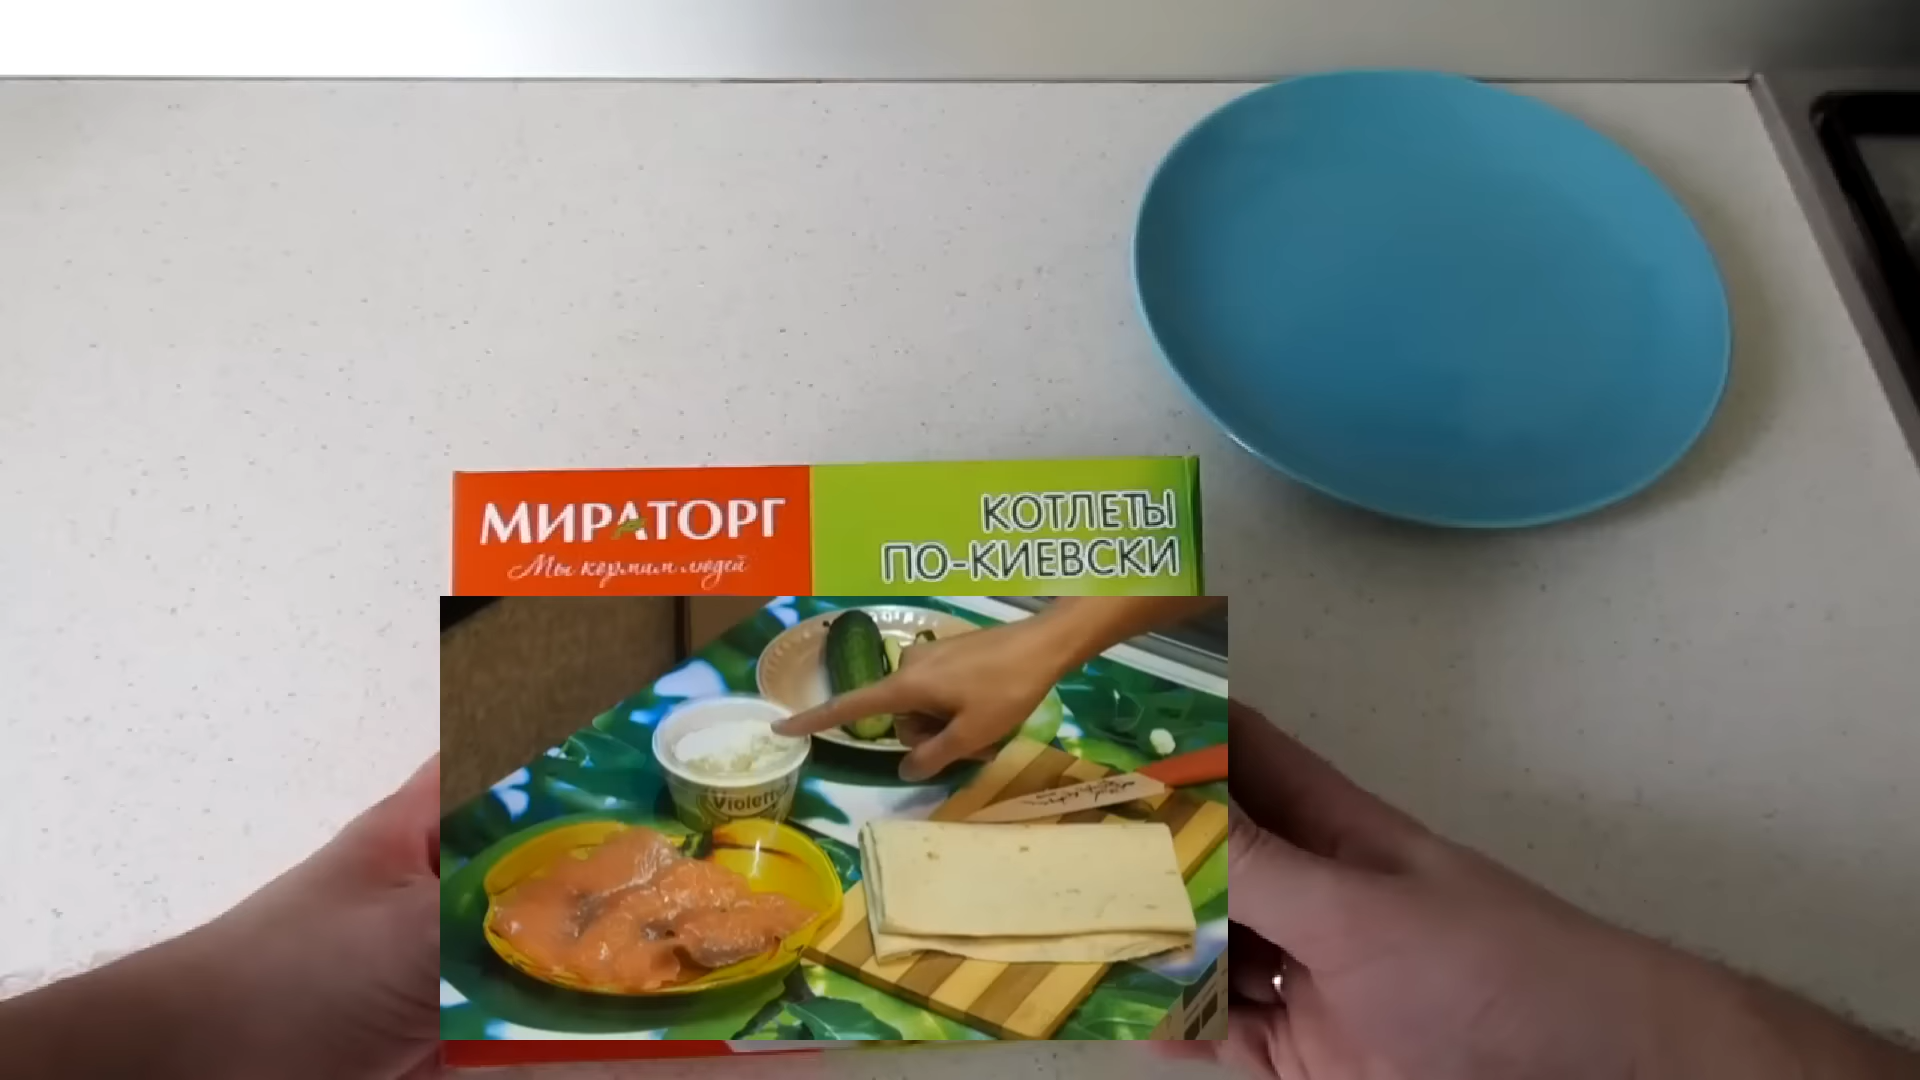 МИРАТОРГ
Мы кормим людей
КОТЛЕТЫ
ПО-КИЕВСКИ
Violette